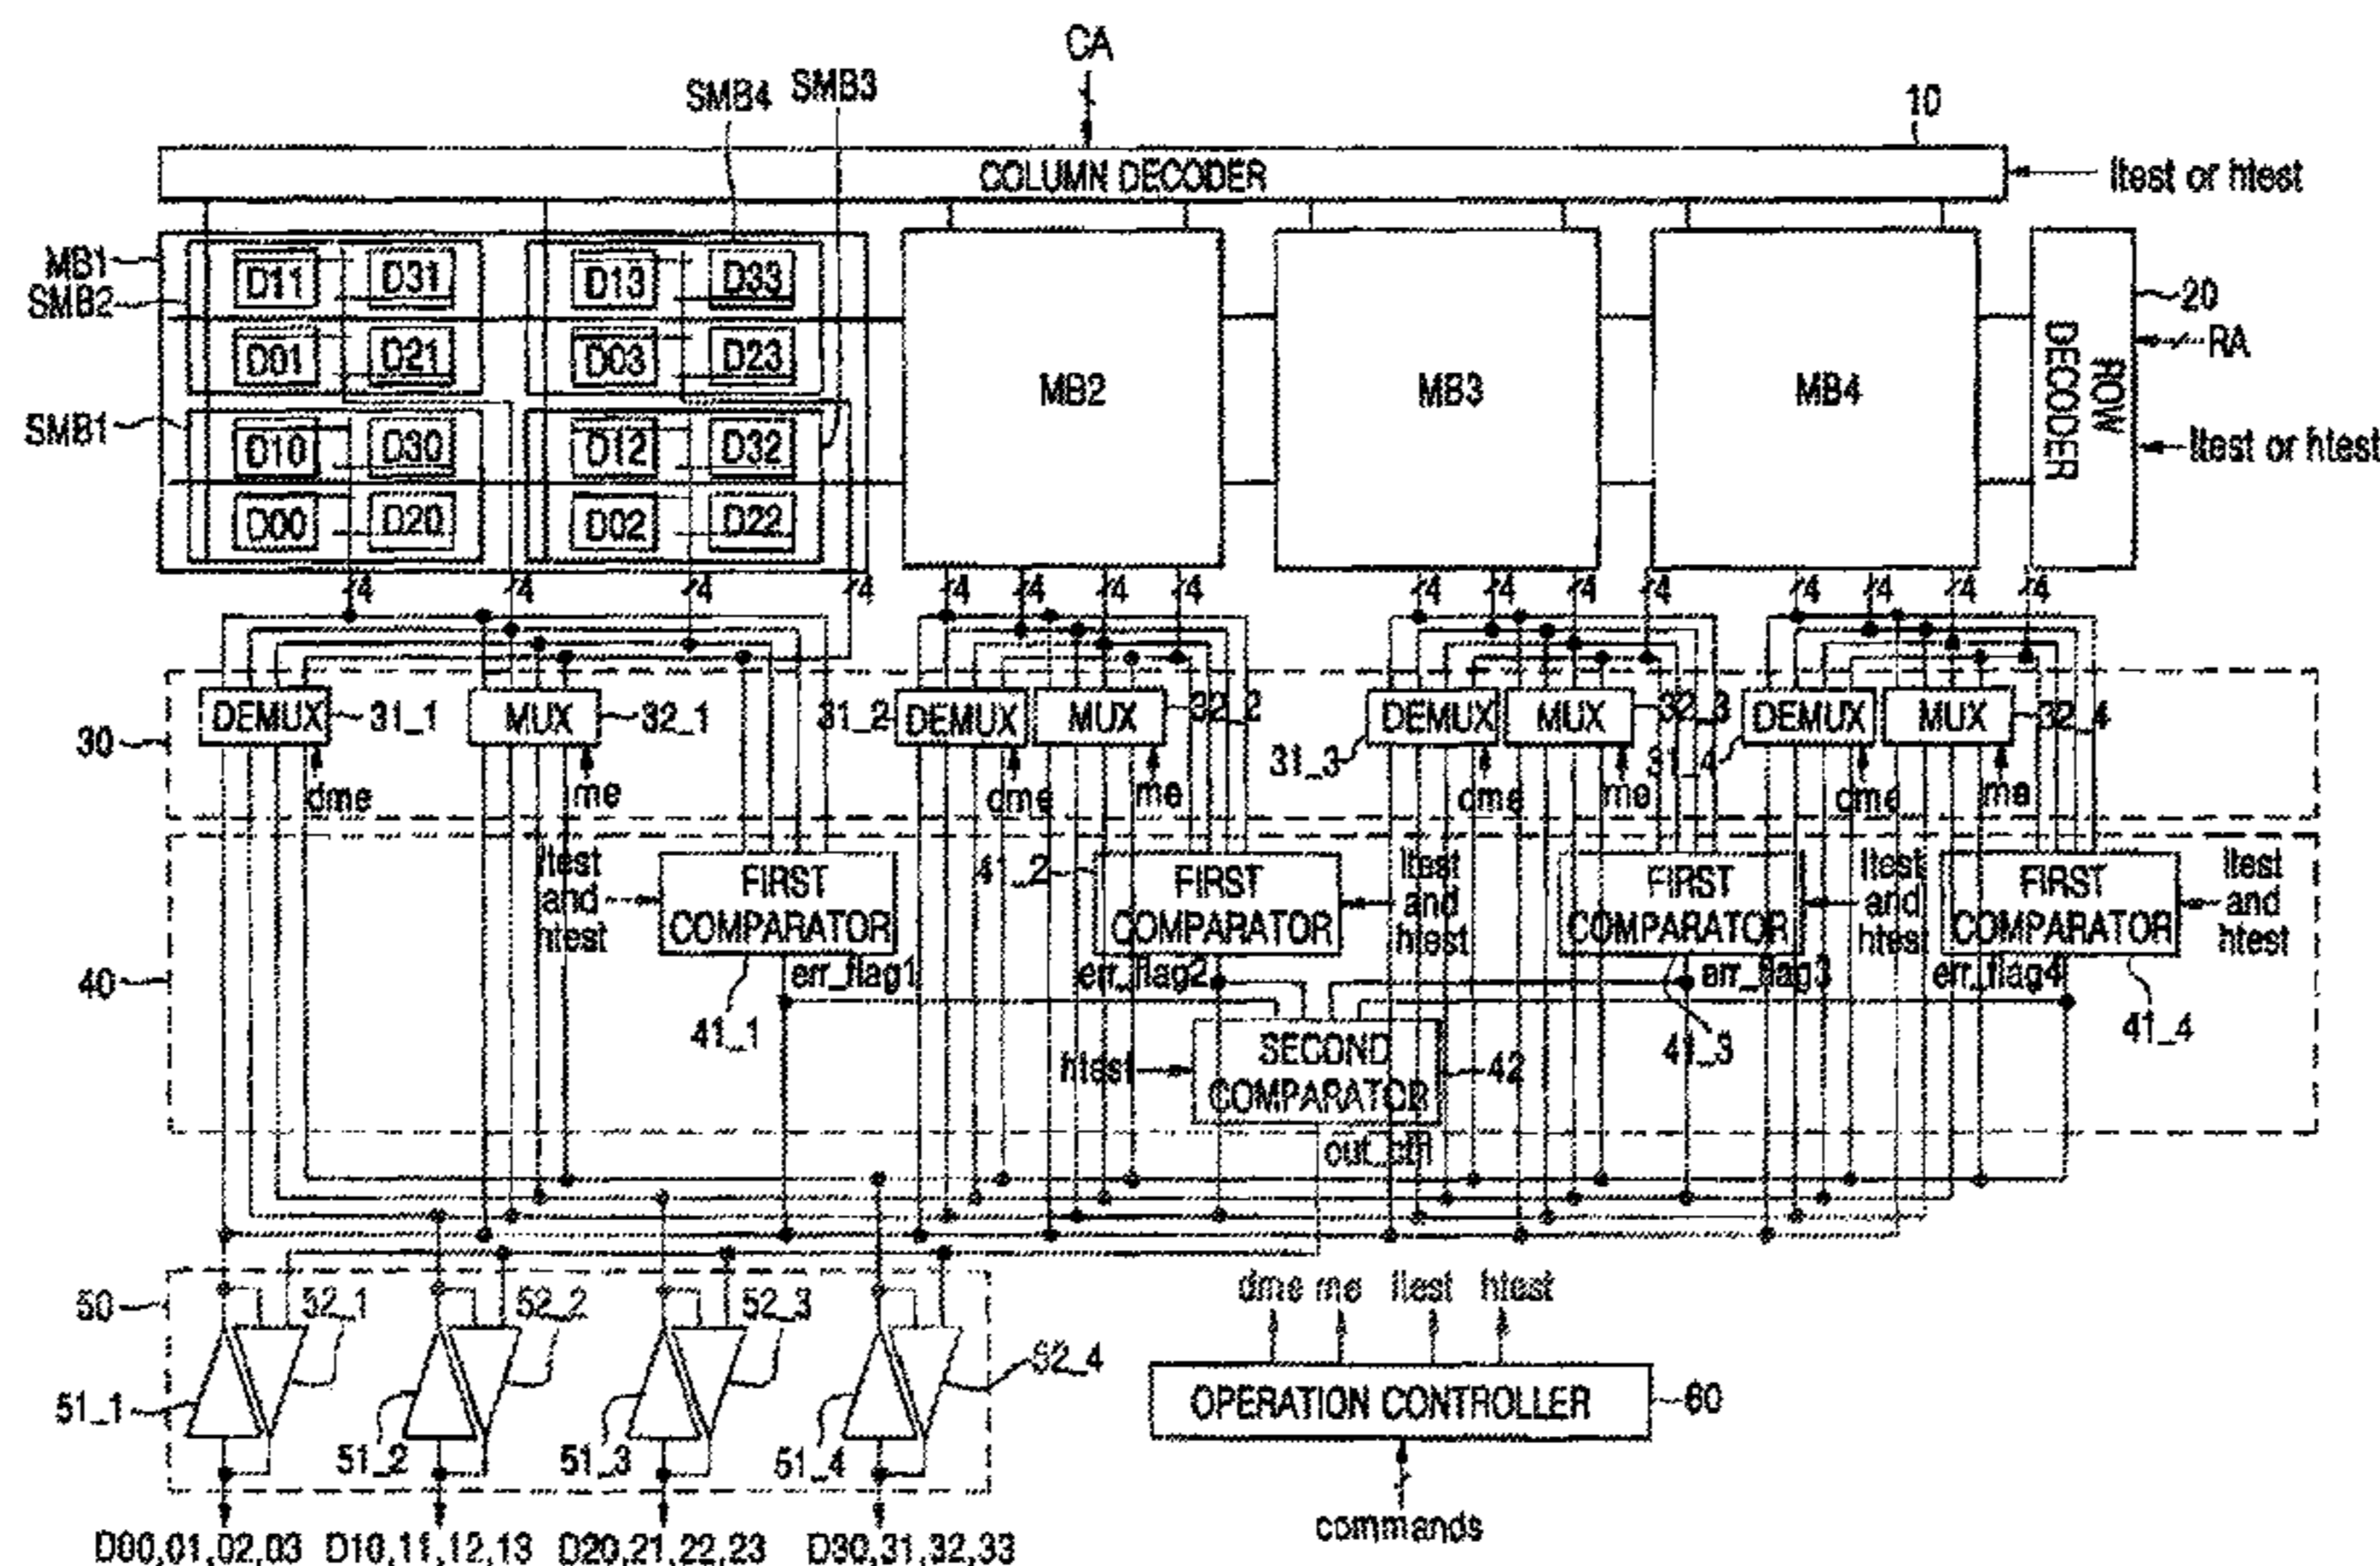 CA
SMB4 SMB3
10
COLUMN DECODER
ltest or htest
MB1
SMB2
SMB1
D11 D31 D13 D33
D01 D21 D03 D23
D10 D30 D12 D32
D00 D20 D02 D22
MB2
MB3
MB4
ROW DECODER
20
RA
ltest or htest
4 4 4 4 4 4 4 4 4 4 4 4 4 4 4 4
30
DEMUX 31_1 MUX 32_1 31_2 DEMUX MUX 32_2 DEMUX MUX 32_3 DEMUX MUX 32_4
31_3 31_4
dme me dme me dme me dme me
40
ltest and htest
FIRST COMPARATOR
41_2
FIRST COMPARATOR
ltest and htest
FIRST COMPARATOR
ltest and htest
FIRST COMPARATOR
ltest and htest
err_flag1 err_flag2 err_flag3 err_flag4
41_1
41_3
41_4
htest
SECOND COMPARATOR
42
out_ctrl
50
52_1 52_2 52_3 52_4
51_1 51_2 51_3 51_4
dme me ltest htest
OPERATION CONTROLLER
60
commands
D00,01,02,03 D10,11,12,13 D20,21,22,23 D30,31,32,33